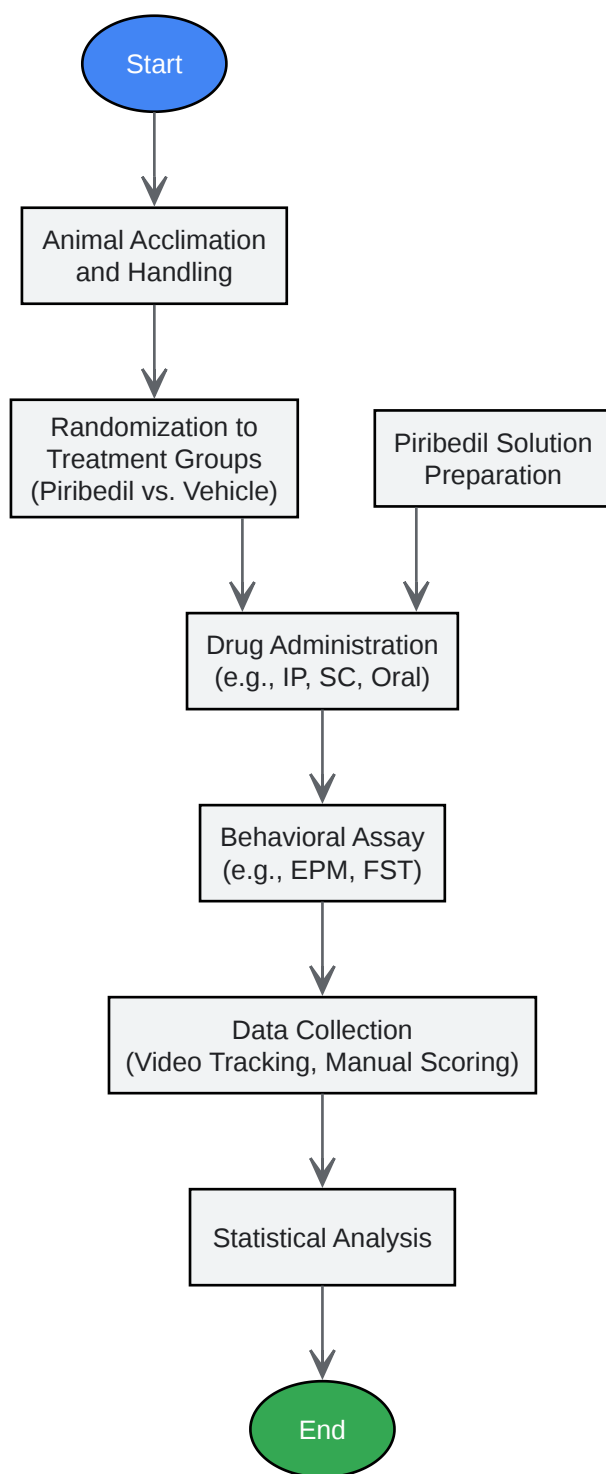 Start
Animal Acclimation
and Handling
Randomization to
Treatment Groups
(Piribedil vs. Vehicle)
Piribedil Solution
Preparation
Drug Administration
(e.g., IP, SC, Oral)
Behavioral Assay
(e.g., EPM, FST)
Data Collection
(Video Tracking, Manual Scoring)
Statistical Analysis
End